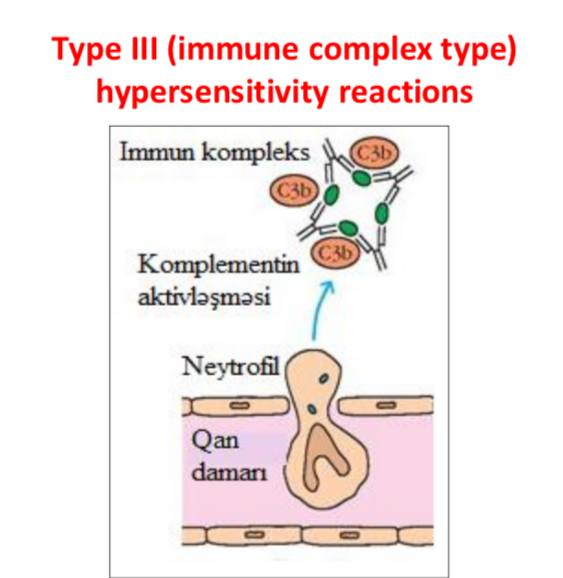 Type III (immune complex type)
hypersensitivity reactions
Immun kompleks
C3b
C3b
C3b
Komplementin
aktivləşməsi
Neytrofil
Qan
damarı